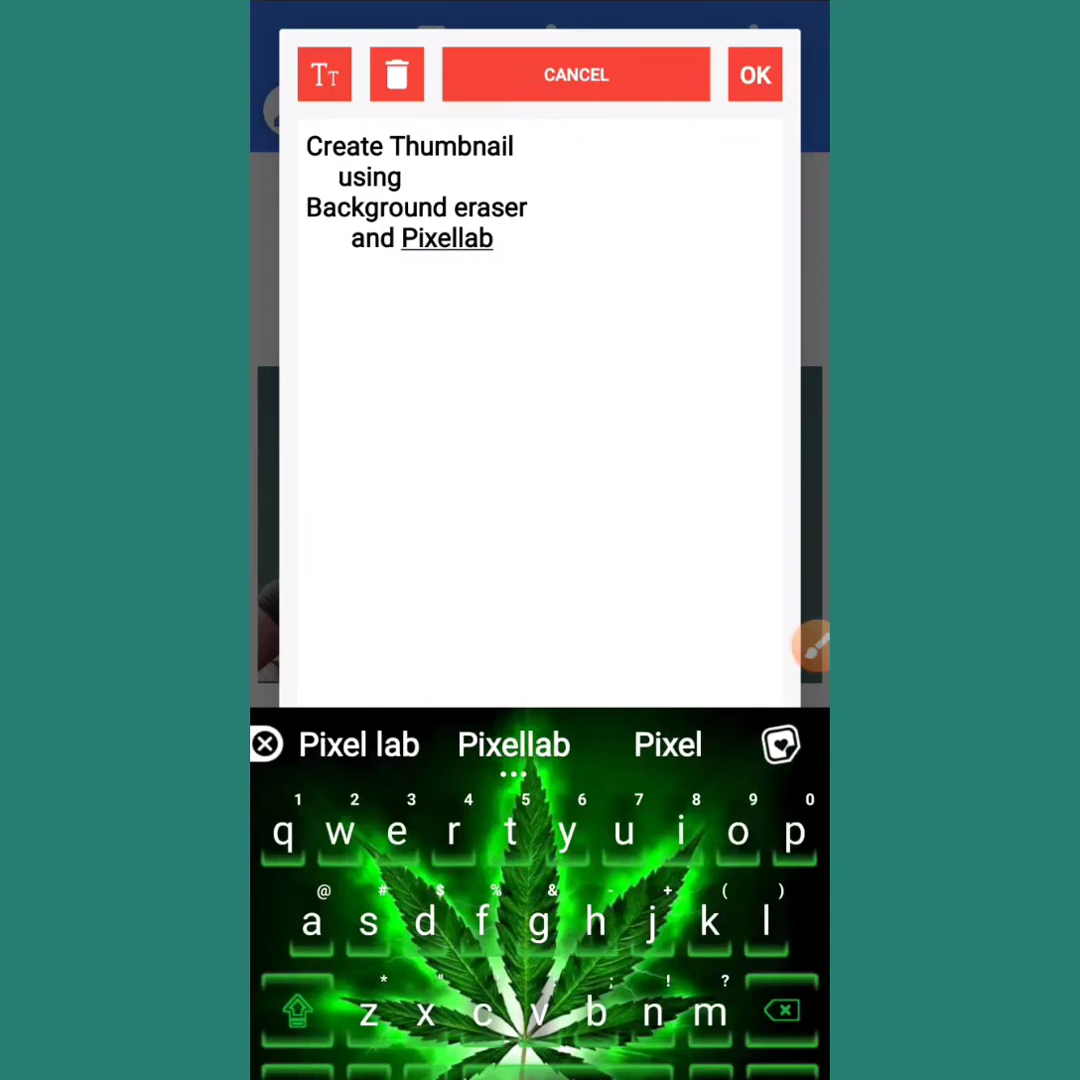 TT
CANCEL
OK
Create Thumbnail
using
Background eraser
and Pixellab
Pixel lab Pixellab Pixel
1 2 3 4 5 6 7 8 9 0
q w e r t y u i o p
@ # $ % & - + ( )
a s d f g h j k l
* " ; ! ?
z x c v b n m